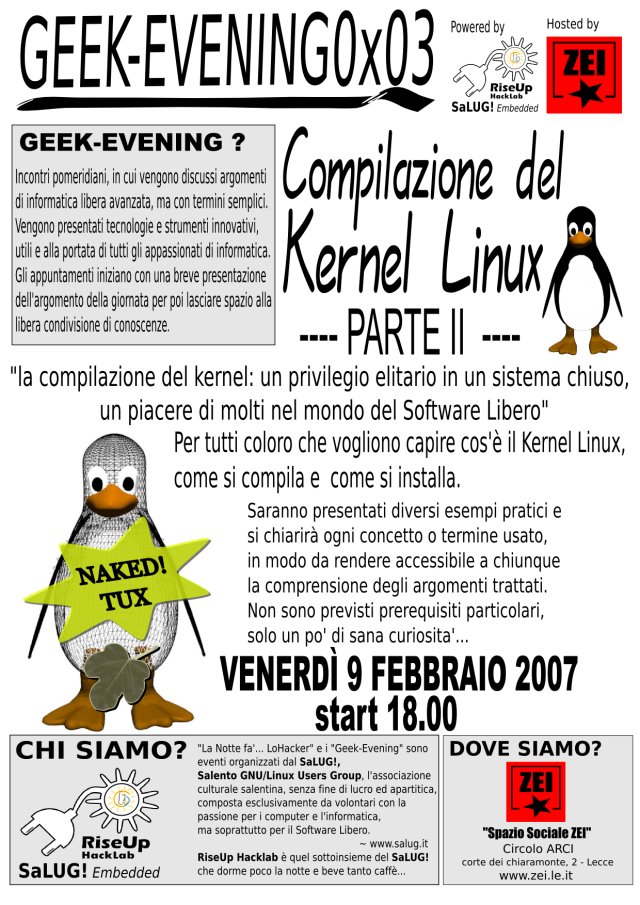 GEEK-EVENING0x03
Powered by
RiseUp
HackLab
SaLUG! Embedded
Hosted by
ZEI
GEEK-EVENING ?
Incontri pomeridiani, in cui vengono discussi argomenti
di informatica libera avanzata, ma con termini semplici.
Vengono presentati tecnologie e strumenti innovativi,
utili e alla portata di tutti gli appassionati di informatica.
Gli appuntamenti iniziano con una breve presentazione
dell'argomento della giornata per poi lasciare spazio alla
libera condivisione di conoscenze.
Compilazione del
Kernel Linux
---- PARTE II ----
"la compilazione del kernel: un privilegio elitario in un sistema chiuso,
un piacere di molti nel mondo del Software Libero"
Per tutti coloro che vogliono capire cos'è il Kernel Linux,
come si compila e come si installa.
Saranno presentati diversi esempi pratici e
si chiarirà ogni concetto o termine usato,
in modo da rendere accessibile a chiunque
la comprensione degli argomenti trattati.
Non sono previsti prerequisiti particolari,
solo un po' di sana curiosita'...
NAKED!
TUX
VENERDÌ 9 FEBBRAIO 2007
start 18.00
CHI SIAMO?
RiseUp
HackLab
SaLUG! Embedded
"La Notte fa'... LoHacker" e i "Geek-Evening" sono
eventi organizzati dal SaLUG!,
Salento GNU/Linux Users Group, l'associazione
culturale salentina, senza fine di lucro ed apartitica,
composta esclusivamente da volontari con la
passione per i computer e l'informatica,
ma soprattutto per il Software Libero.
~ www.salug.it
RiseUp Hacklab è quel sottoinsieme del SaLUG!
che dorme poco la notte e beve tanto caffè...
DOVE SIAMO?
ZEI
"Spazio Sociale ZEI"
Circolo ARCI
corte dei chiaramonte, 2 - Lecce
www.zei.le.it